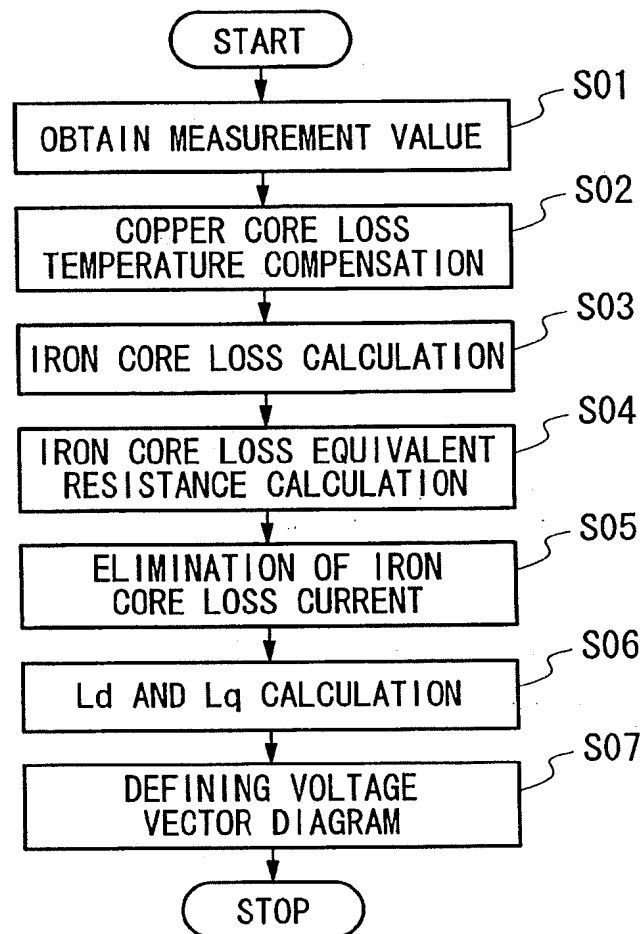 START
S01
OBTAIN MEASUREMENT VALUE
S02
COPPER CORE LOSS
TEMPERATURE COMPENSATION
S03
IRON CORE LOSS CALCULATION
S04
IRON CORE LOSS EQUIVALENT
RESISTANCE CALCULATION
S05
ELIMINATION OF IRON
CORE LOSS CURRENT
S06
Ld AND Lq CALCULATION
S07
DEFINING VOLTAGE
VECTOR DIAGRAM
STOP